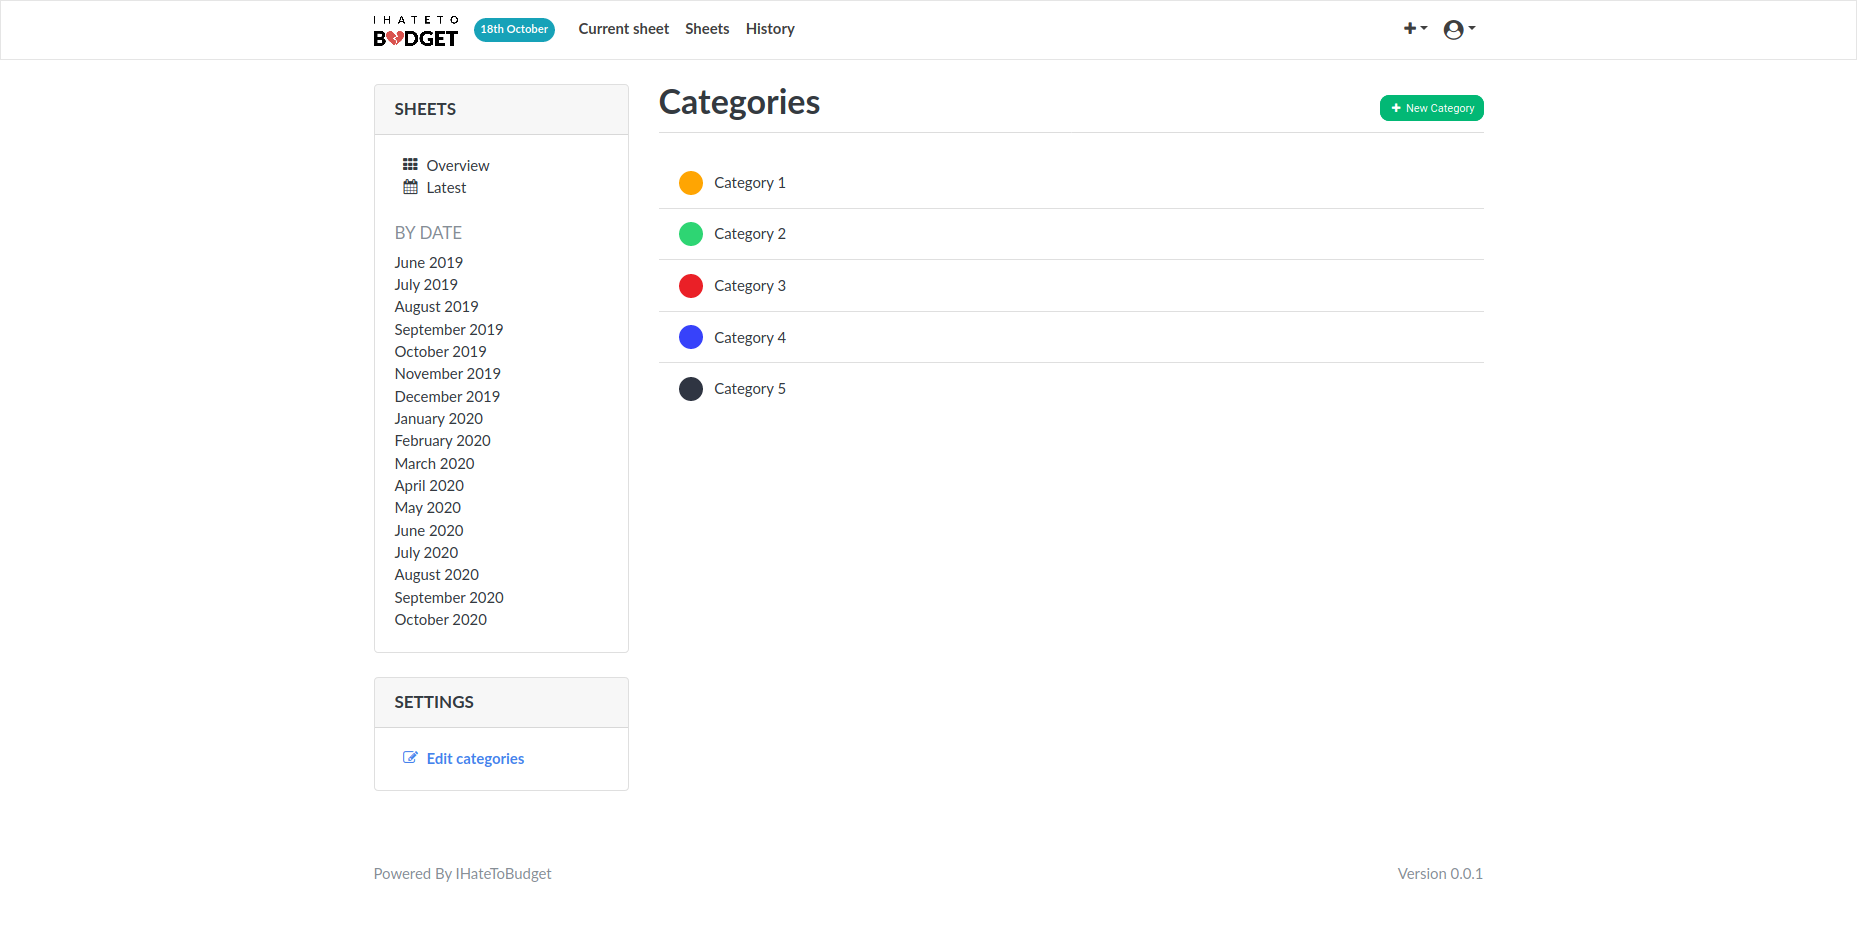 I HATE TO
BUDGET
18th October
Current sheet
Sheets
History
SHEETS
Overview
Latest
BY DATE
June 2019
July 2019
August 2019
September 2019
October 2019
November 2019
December 2019
January 2020
February 2020
March 2020
April 2020
May 2020
June 2020
July 2020
August 2020
September 2020
October 2020
SETTINGS
Edit categories
Categories
New Category
Category 1
Category 2
Category 3
Category 4
Category 5
Powered By IHateToBudget
Version 0.0.1